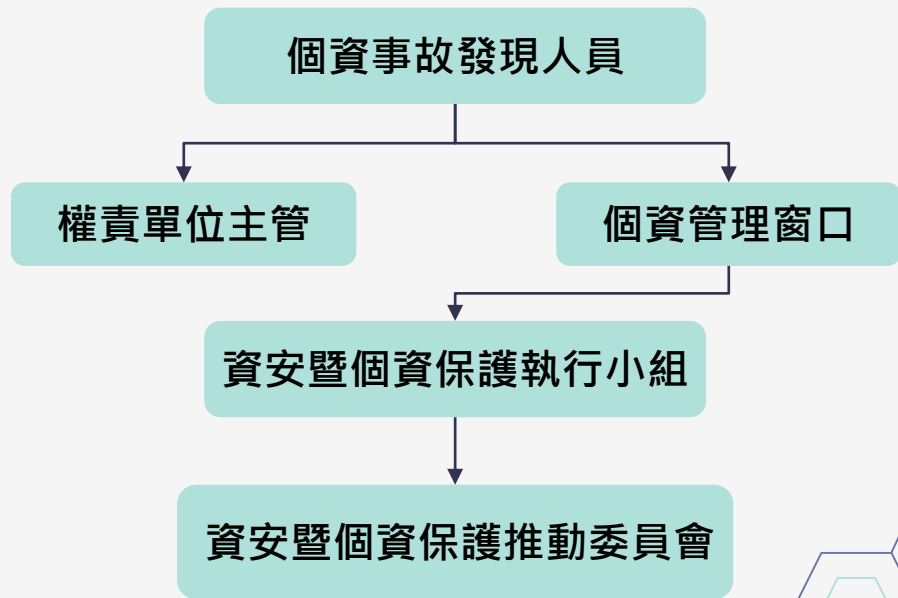 個資事故發現人員
權責單位主管
個資管理窗口
資安暨個資保護執行小組
資安暨個資保護推動委員會